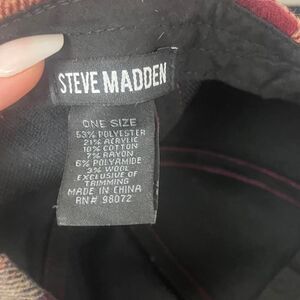 STEVE MADDEN
ONE SIZE
53% POLYESTER
21% ACRYLIC
10% COTTON
7% RAYON
6% POLYAMIDE
3% WOOL
EXCLUSIVE OF
TRIMMING
MADE IN CHINA
RN# 98072